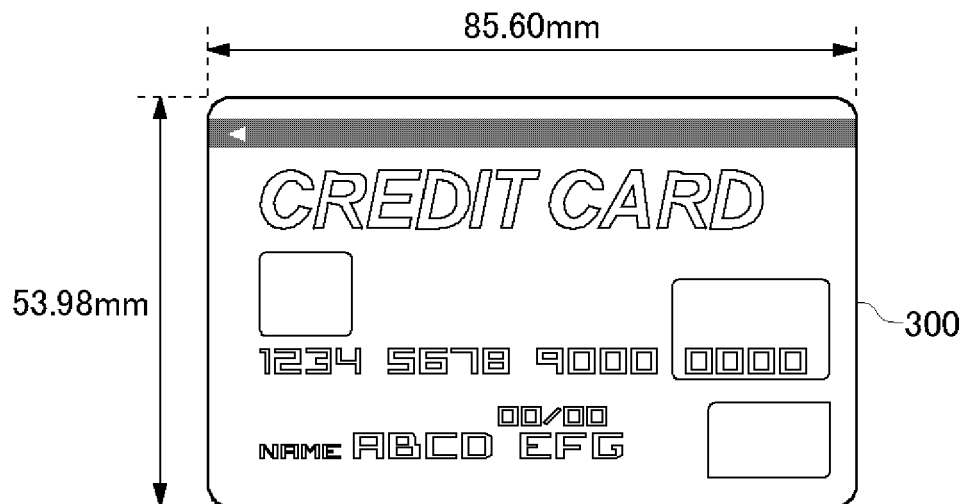 85.60mm
CREDIT CARD
53.98mm
300
1234 5678 9000 0000
00/00
NAME ABCD EFG